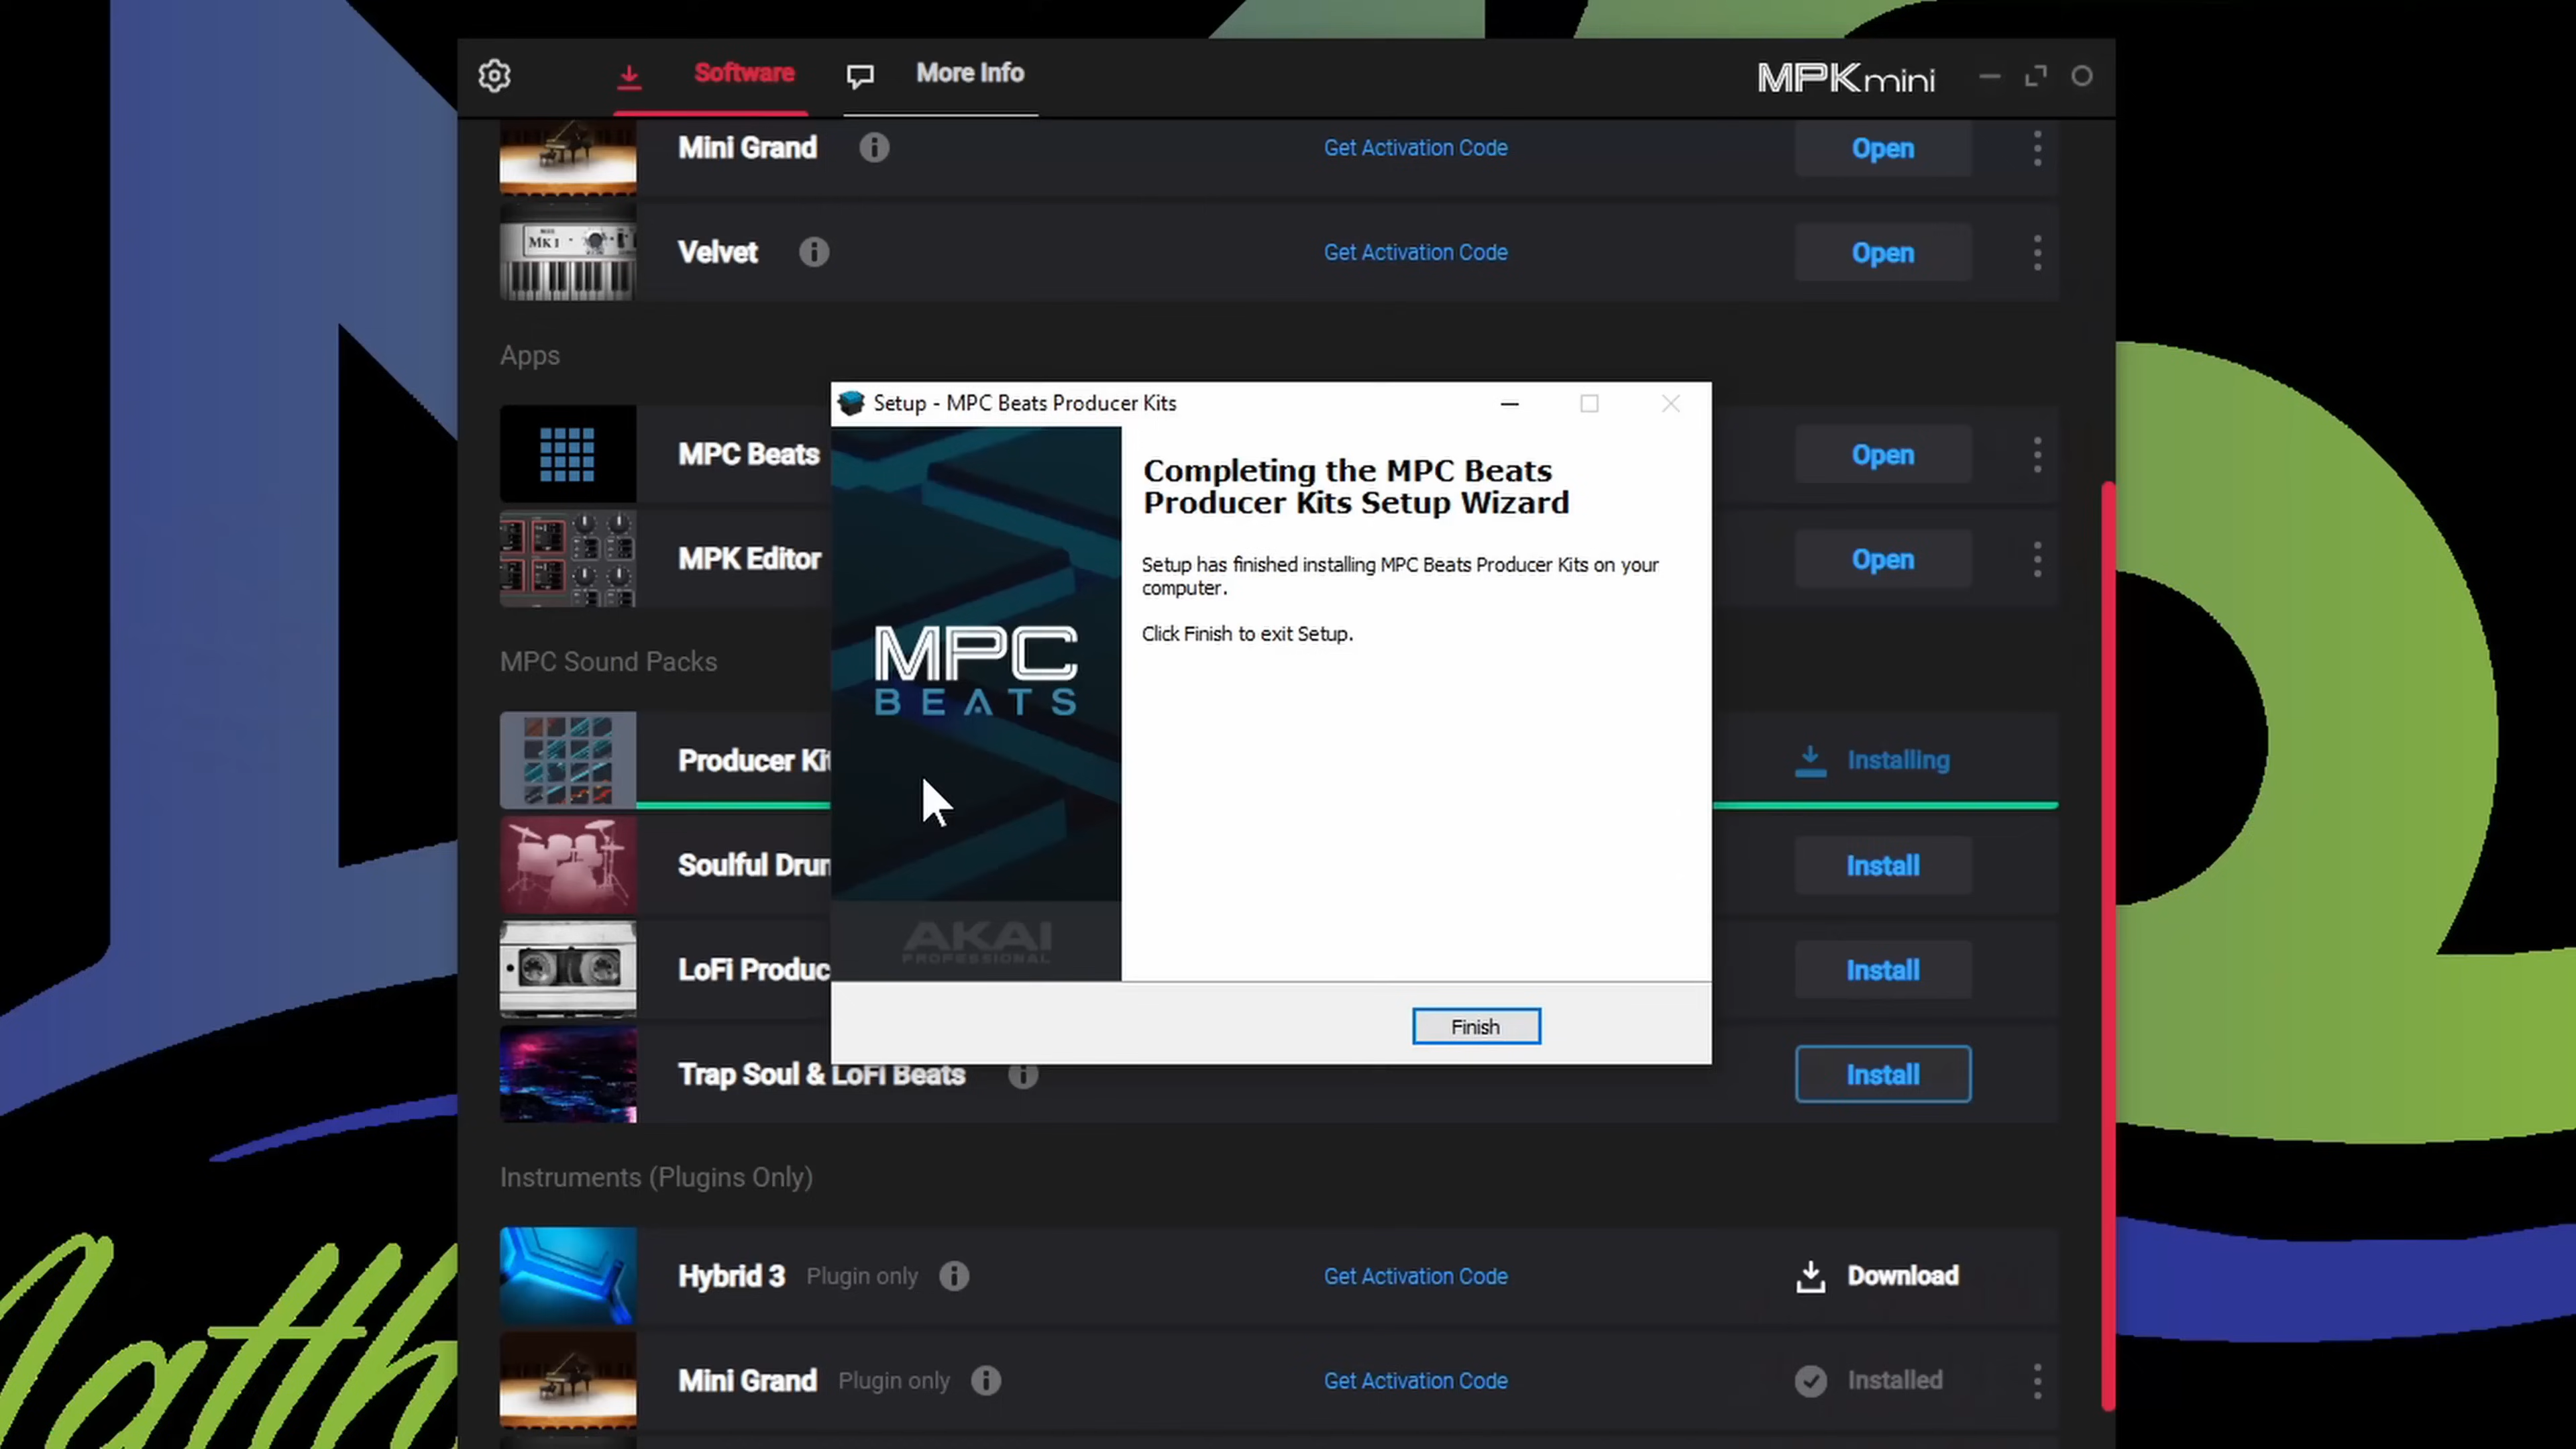 Software
More Info
MPKmini
Mini Grand
Get Activation Code
Open
Velvet
Get Activation Code
Open
Apps
MPC Beats
Open
MPK Editor
Open
Setup - MPC Beats Producer Kits
Completing the MPC Beats
Producer Kits Setup Wizard
Setup has finished installing MPC Beats Producer Kits on your
computer.
Click Finish to exit Setup.
MPC
BEATS
AKAI
PROFESSIONAL
Finish
MPC Sound Packs
Producer Kit
Installing
Soulful Drum
Install
LoFi Produc
Install
Trap Soul & LoFi Beats
Install
Instruments (Plugins Only)
Hybrid 3 Plugin only
Get Activation Code
Download
Mini Grand Plugin only
Get Activation Code
Installed